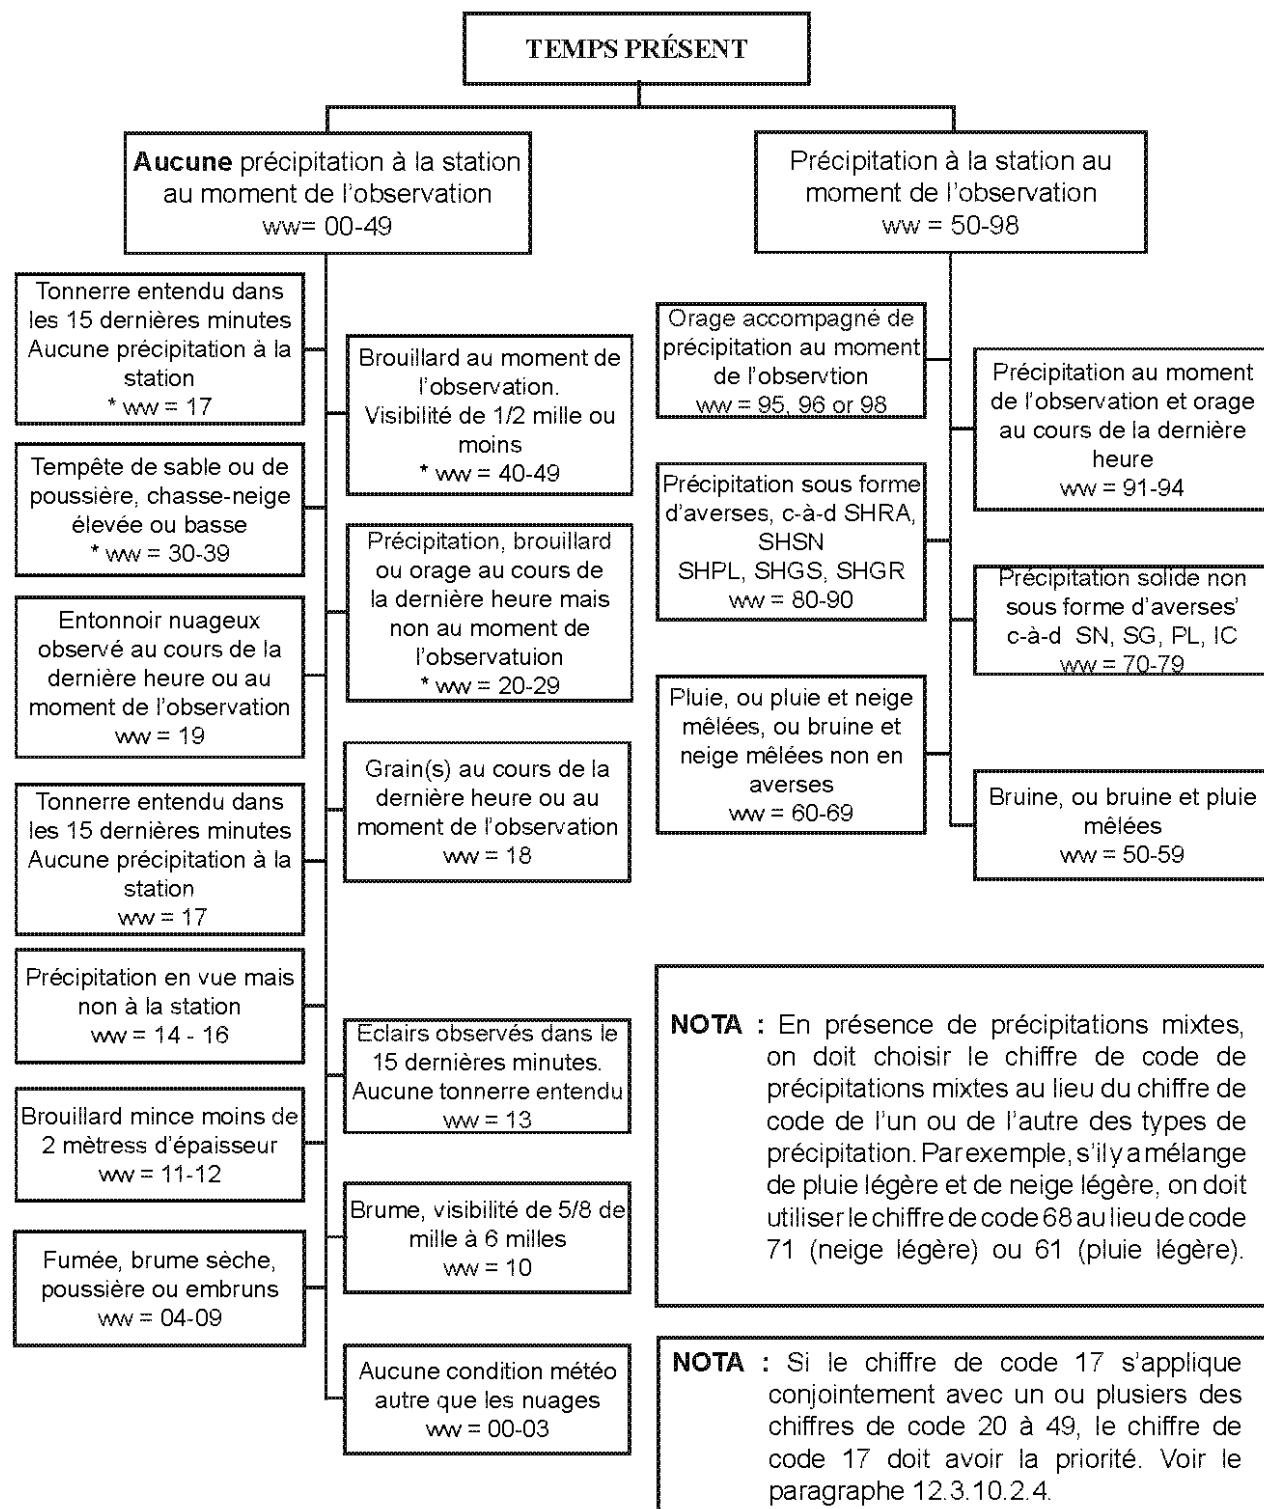 TEMPS PRÉSENT
Aucune précipitation à la station
au moment de l'observation
ww= 00-49
Précipitation à la station au
moment de l'observation
ww = 50-98
Tonnerre entendu dans
les 15 dernières minutes
Aucune précipitation à la
station
* ww = 17
Brouillard au moment de
l'observation.
Visibilité de 1/2 mille ou
moins
* ww = 40-49
Tempête de sable ou de
poussière, chasse-neige
élevée ou basse
* ww = 30-39
Précipitation, brouillard
ou orage au cours de
la dernière heure mais
non au moment de
l'observatuion
* ww = 20-29
Entonnoir nuageux
observé au cours de la
dernière heure ou au
moment de l'observation
ww = 19
Grain(s) au cours de la
dernière heure ou au
moment de l'observation
ww = 18
Tonnerre entendu dans
les 15 dernières minutes
Aucune précipitation à la
station
ww = 17
Précipitation en vue mais
non à la station
ww = 14 - 16
Eclairs observés dans le
15 dernières minutes.
Aucune tonnerre entendu
ww = 13
Brouillard mince moins de
2 mètress d'épaisseur
ww = 11-12
Brume, visibilité de 5/8 de
mille à 6 milles
ww = 10
Fumée, brume sèche,
poussière ou embruns
ww = 04-09
Aucune condition météo
autre que les nuages
ww = 00-03
Orage accompagné de
précipitation au moment
de l'observtion
ww = 95, 96 or 98
Précipitation au moment
de l'observation et orage
au cours de la dernière
heure
ww = 91-94
Précipitation sous forme
d'averses, c-à-d SHRA,
SHSN
SHPL, SHGS, SHGR
ww = 80-90
Précipitation solide non
sous forme d'averses'
c-à-d SN, SG, PL, IC
ww = 70-79
Pluie, ou pluie et neige
mêlées, ou bruine et
neige mêlées non en
averses
ww = 60-69
Bruine, ou bruine et pluie
mêlées
ww = 50-59
NOTA : En présence de précipitations mixtes,
on doit choisir le chiffre de code de
précipitations mixtes au lieu du chiffre de
code de l'un ou de l'autre des types de
précipitation. Par exemple, s'il y a mélange
de pluie légère et de neige légère, on doit
utiliser le chiffre de code 68 au lieu de code
71 (neige légère) ou 61 (pluie légère).
NOTA : Si le chiffre de code 17 s'applique
conjointement avec un ou plusiers des
chiffres de code 20 à 49, le chiffre de
code 17 doit avoir la priorité. Voir le
paragraphe 12.3.10.2.4.